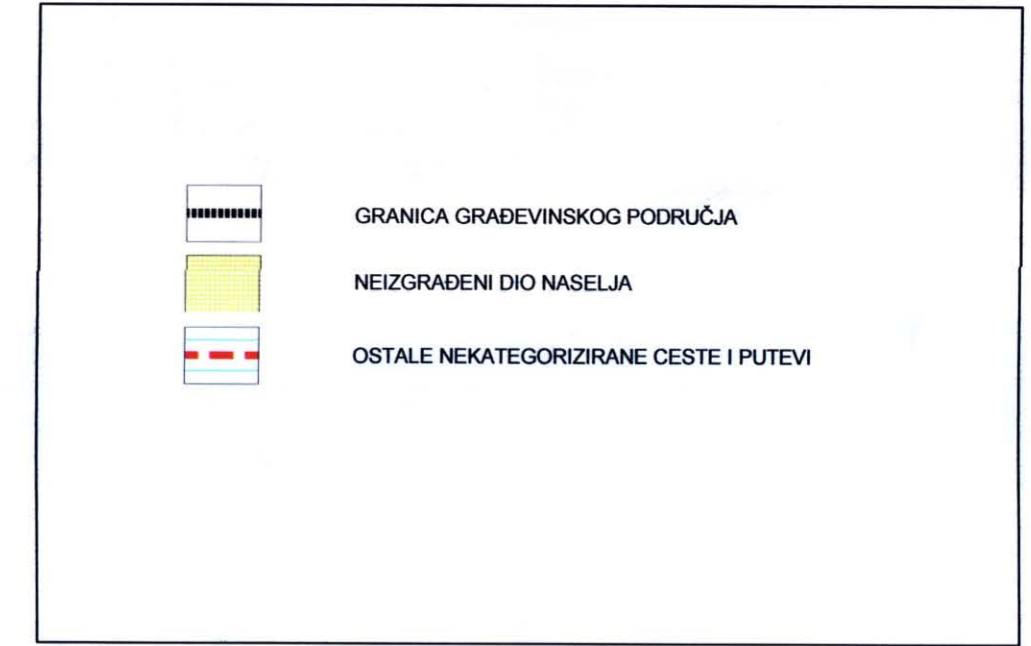 GRANICA GRAĐEVINSKOG PODRUČJA
NEIZGRAĐENI DIO NASELJA
OSTALE NEKATEGORIZIRANE CESTE I PUTEVI